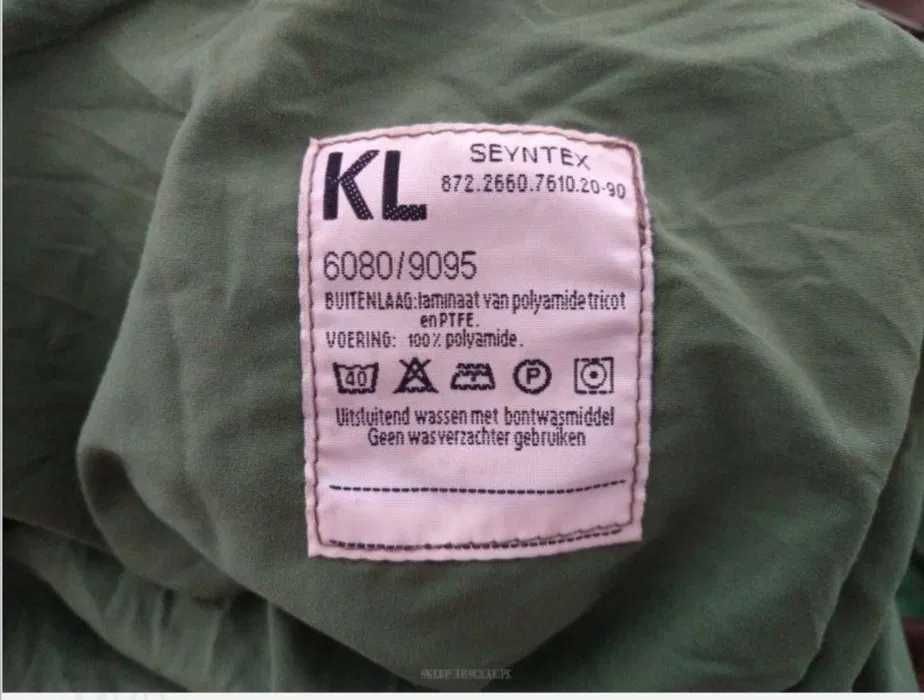 KL
SEYNTEX
872.2660.7610.20-90
6080/9095
BUITENLAAG: laminaat van polyamide tricot
en PTFE.
VOERING: 100% polyamide.
40 P
Uitsluitend wassen met bontwasmiddel
Geen wasverzachter gebruiken